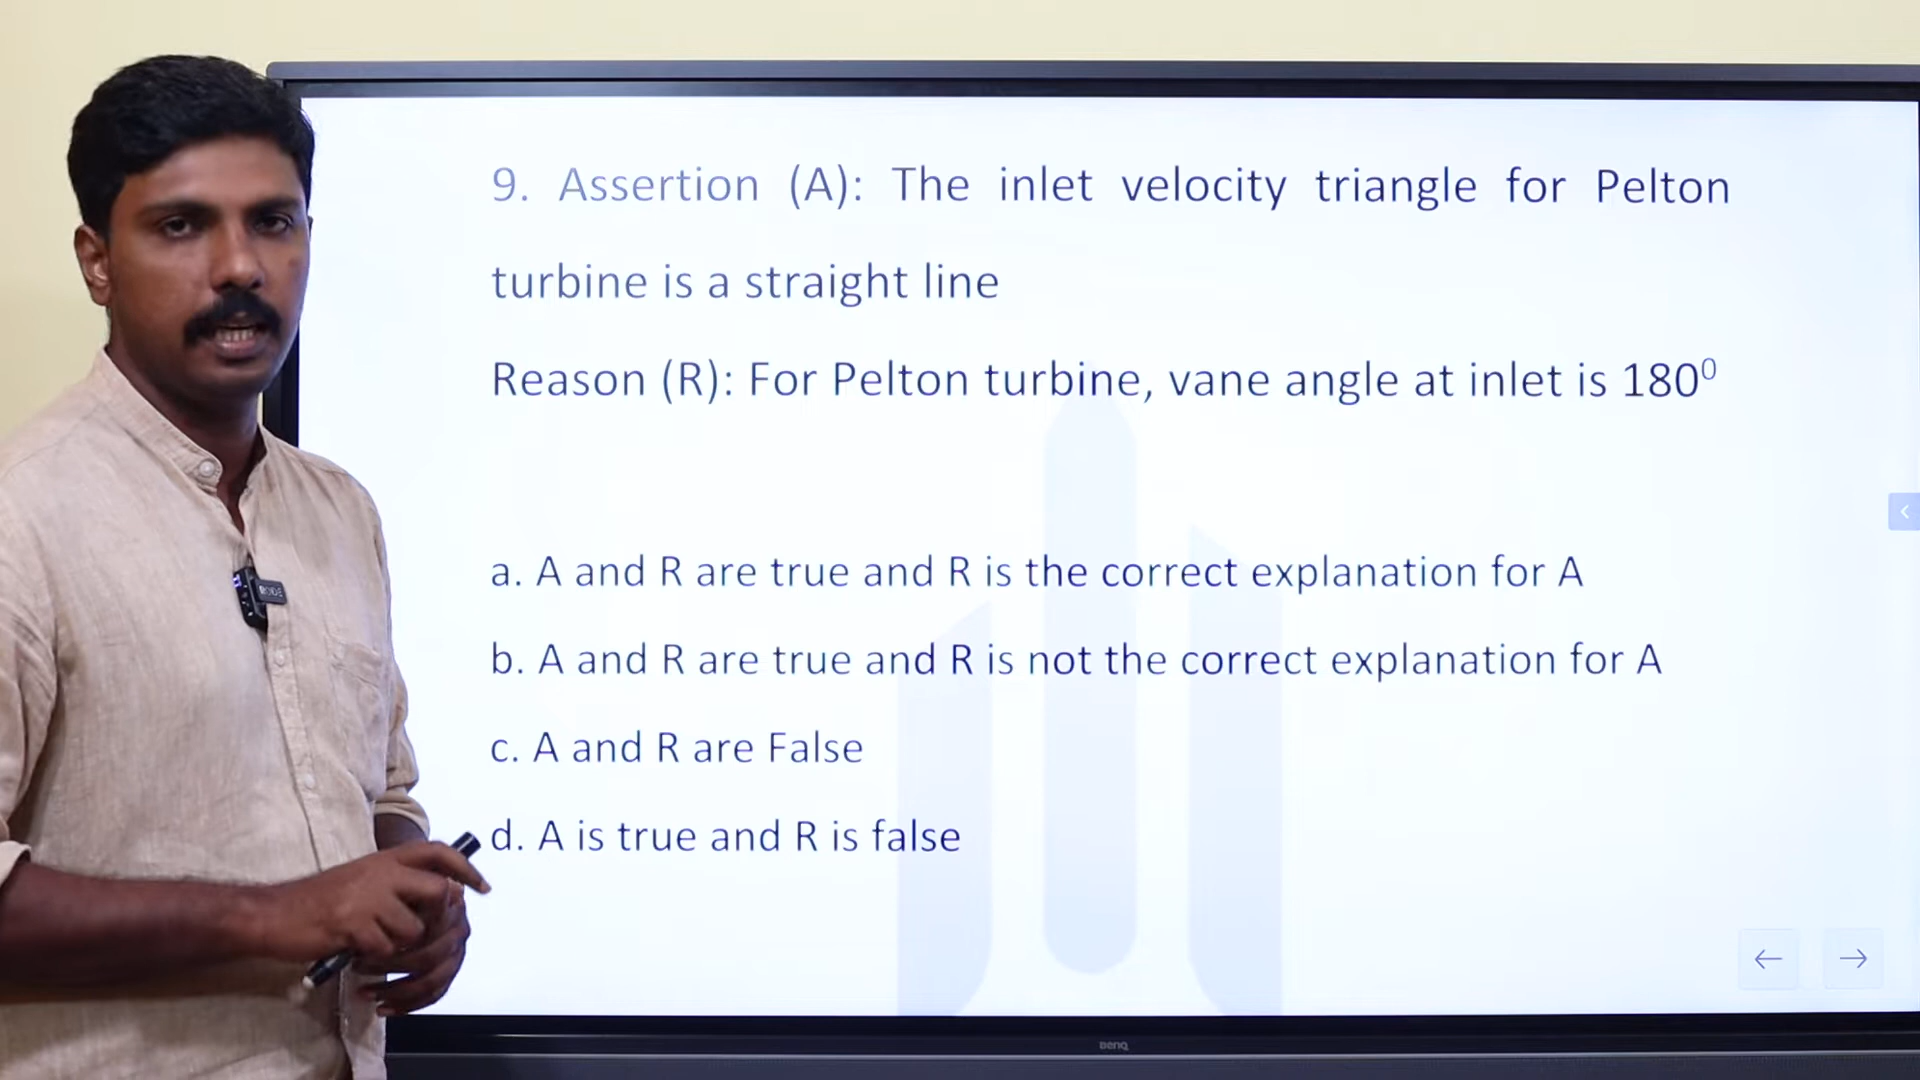 9. Assertion (A): The inlet velocity triangle for Pelton
turbine is a straight line
Reason (R): For Pelton turbine, vane angle at inlet is 180⁰
a. A and R are true and R is the correct explanation for A
b. A and R are true and R is not the correct explanation for A
c. A and R are False
d. A is true and R is false
RODE
BenQ